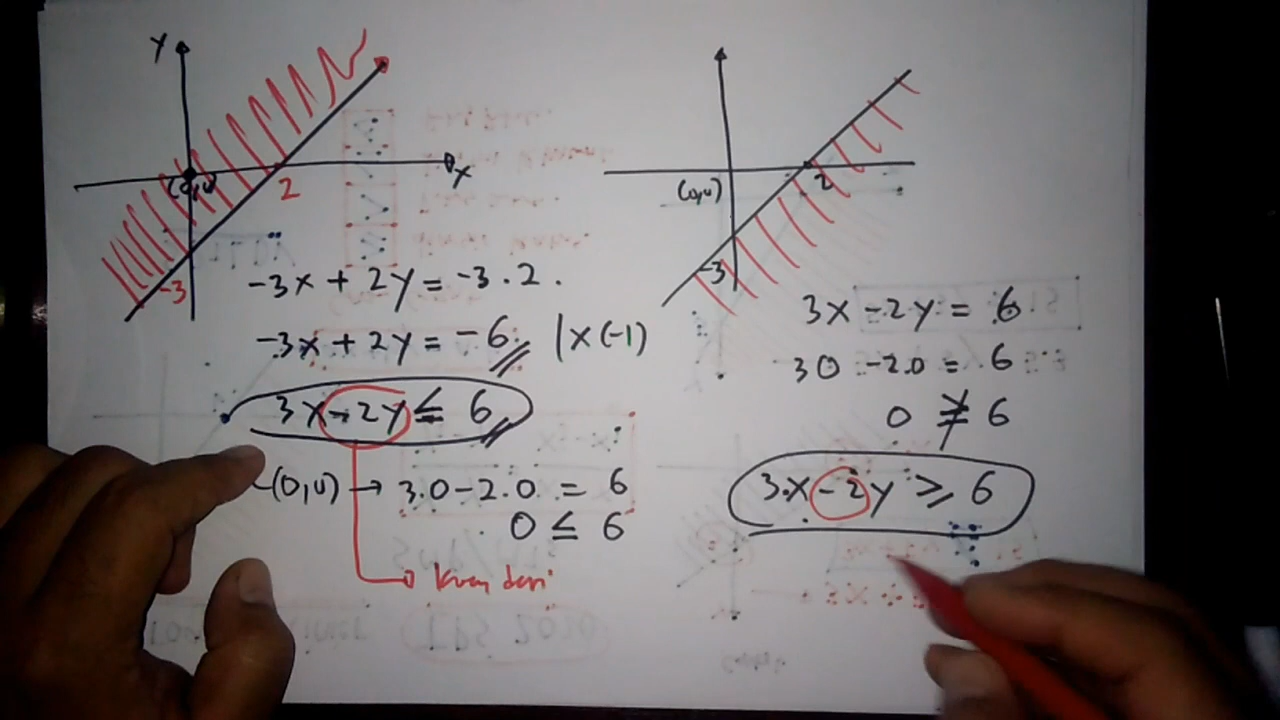 Y
X
(0,0)
2
-3
-3x + 2y = -3 . 2 .
-3x + 2y = -6 | x (-1)
3x - 2y ≤ 6
(0,0) → 3.0 - 2.0 = 6
0 ≤ 6
(0,0)
2
-3
3x - 2y = 6
30 - 2.0 = 6
0 ≱ 6
3.x - 2y ≥ 6